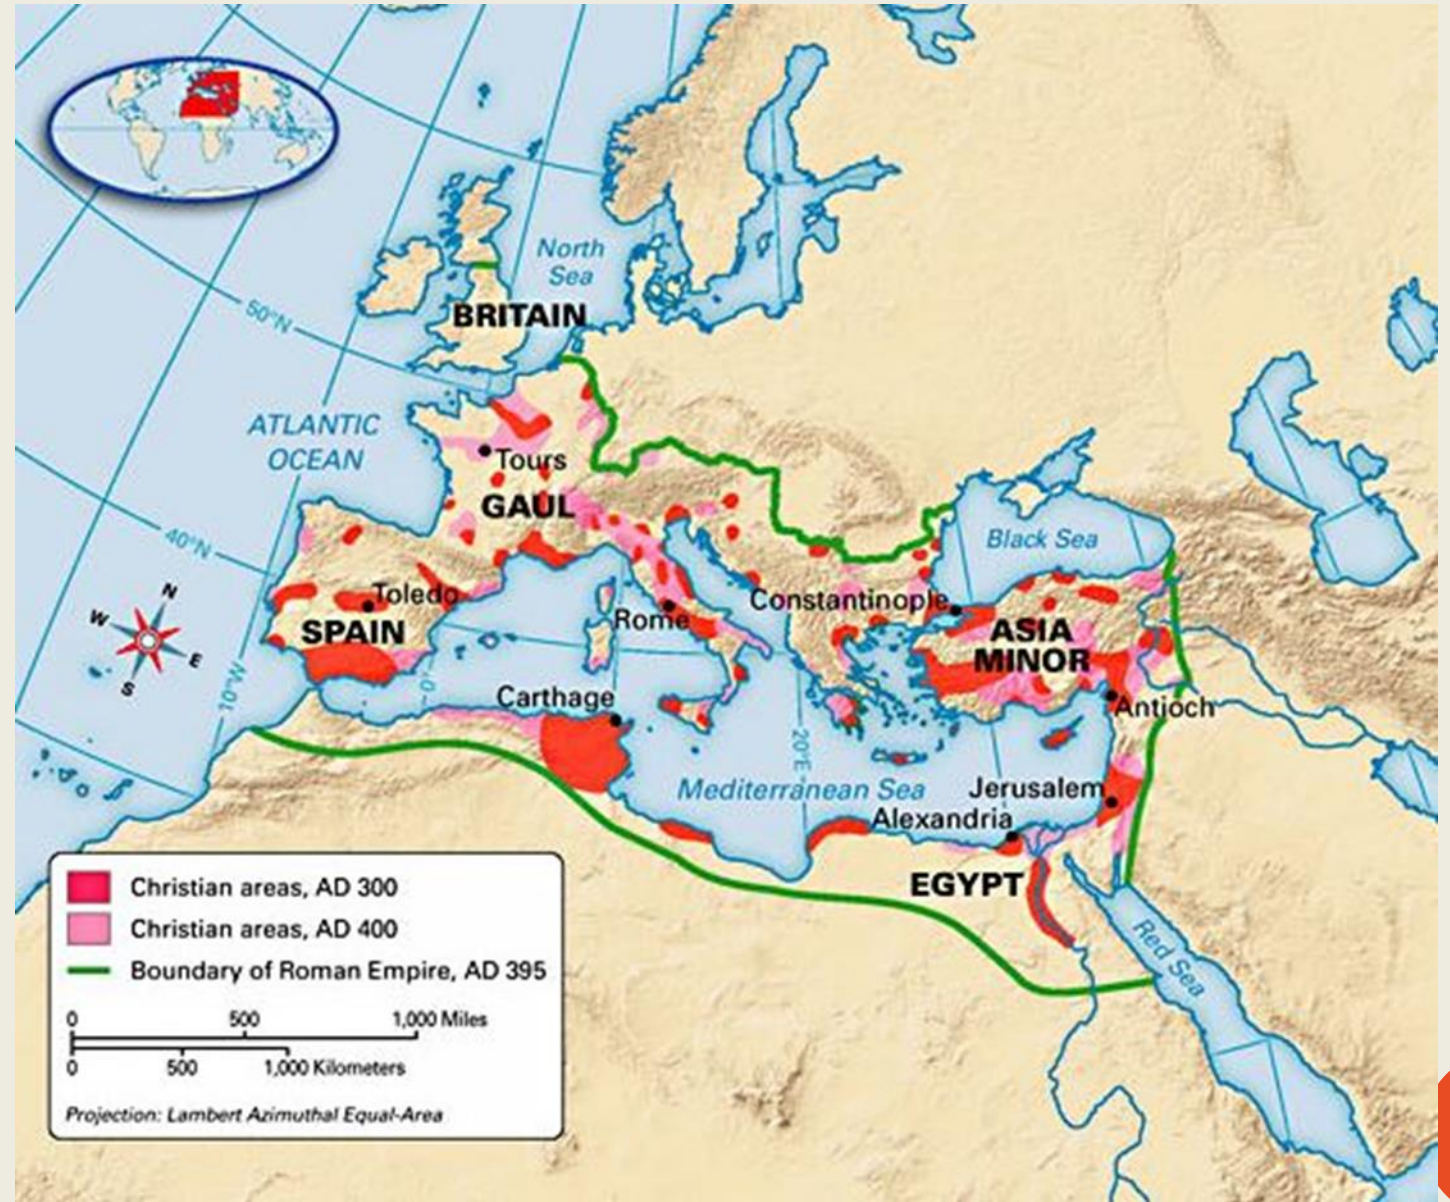 North
Sea
BRITAIN
50°N
ATLANTIC
OCEAN
Tours
GAUL
40°N
Black Sea
N
W
E
S
Toledo
SPAIN
Rome
Constantinople
ASIA
MINOR
10°W
0°
Carthage
Antioch
20°E
Mediterranean Sea
Jerusalem
Alexandria
EGYPT
Red Sea
Christian areas, AD 300
Christian areas, AD 400
Boundary of Roman Empire, AD 395
0 500 1,000 Miles
0 500 1,000 Kilometers
Projection: Lambert Azimuthal Equal-Area